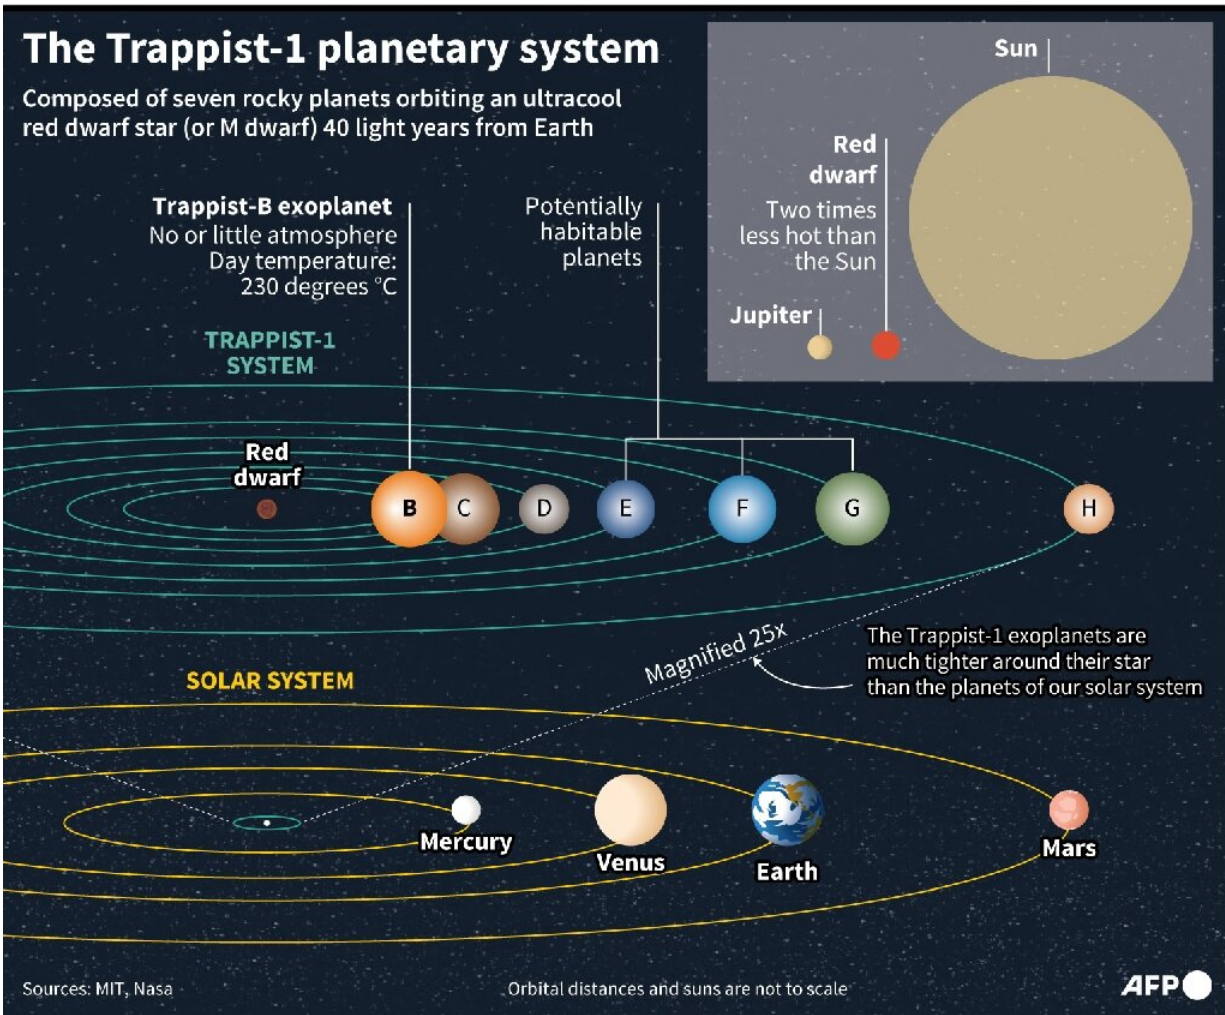 The Trappist-1 planetary system
Composed of seven rocky planets orbiting an ultracool
red dwarf star (or M dwarf) 40 light years from Earth
Sun
Red
dwarf
Two times
less hot than
the Sun
Jupiter
Trappist-B exoplanet
No or little atmosphere
Day temperature:
230 degrees °C
Potentially
habitable
planets
TRAPPIST-1
SYSTEM
Red
dwarf
B
C
D
E
F
G
H
Magnified 25x
The Trappist-1 exoplanets are
much tighter around their star
than the planets of our solar system
SOLAR SYSTEM
Mercury
Venus
Earth
Mars
Sources: MIT, Nasa
Orbital distances and suns are not to scale
AFP